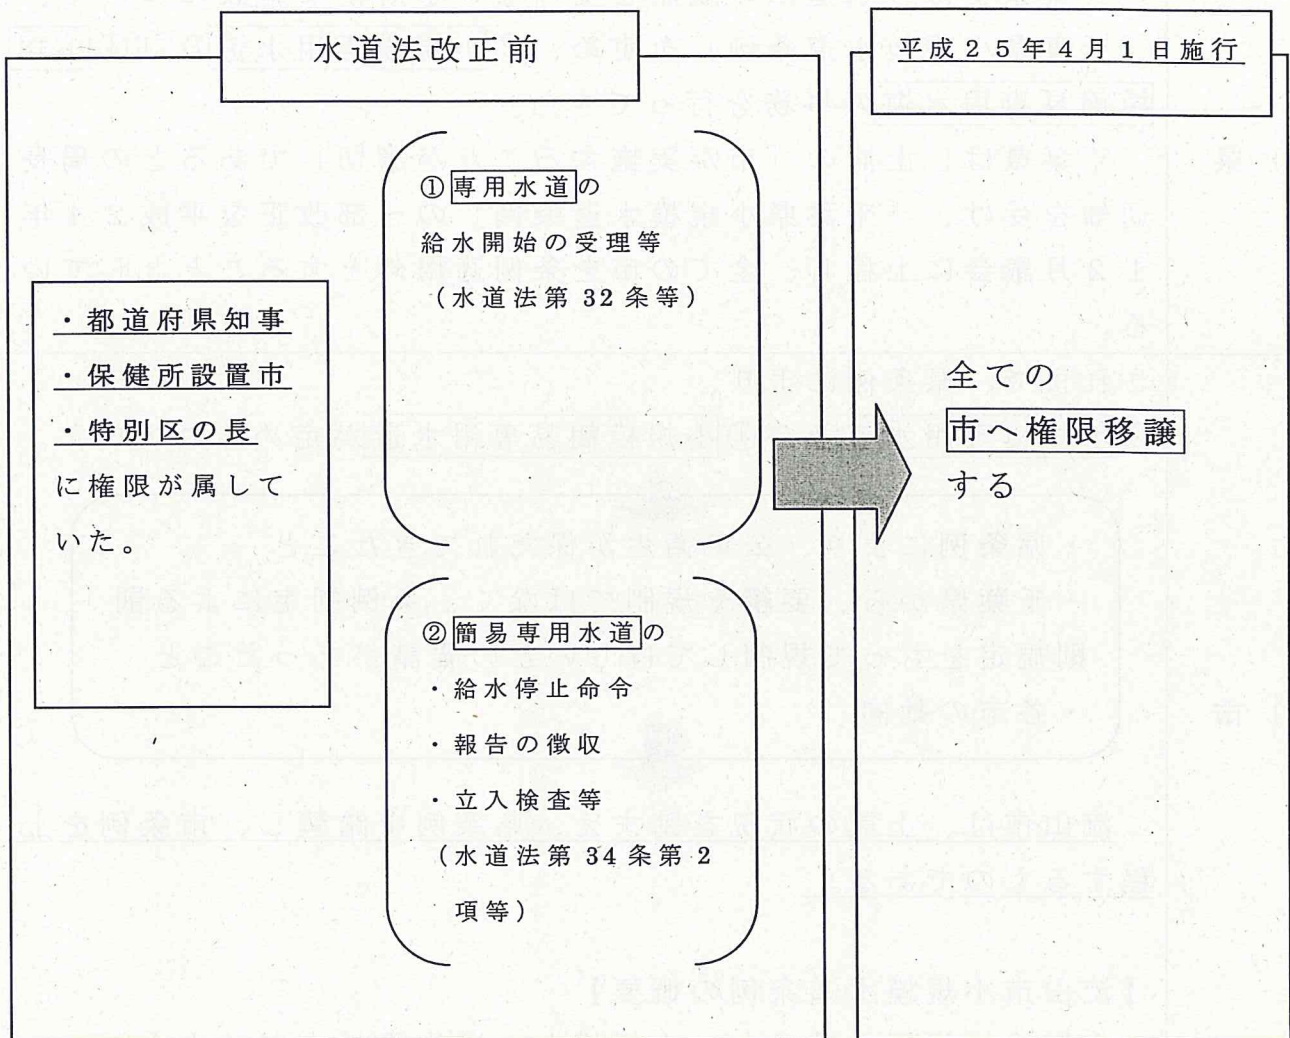 水道法改正前
平成25年4月1日施行
・都道府県知事
・保健所設置市
・特別区の長
に権限が属して
いた。
①専用水道の
給水開始の受理等
(水道法第32条等)
②簡易専用水道の
・給水停止命令
・報告の徴収
・立入検査等
(水道法第34条第2
項等)
全ての
市へ権限移譲
する